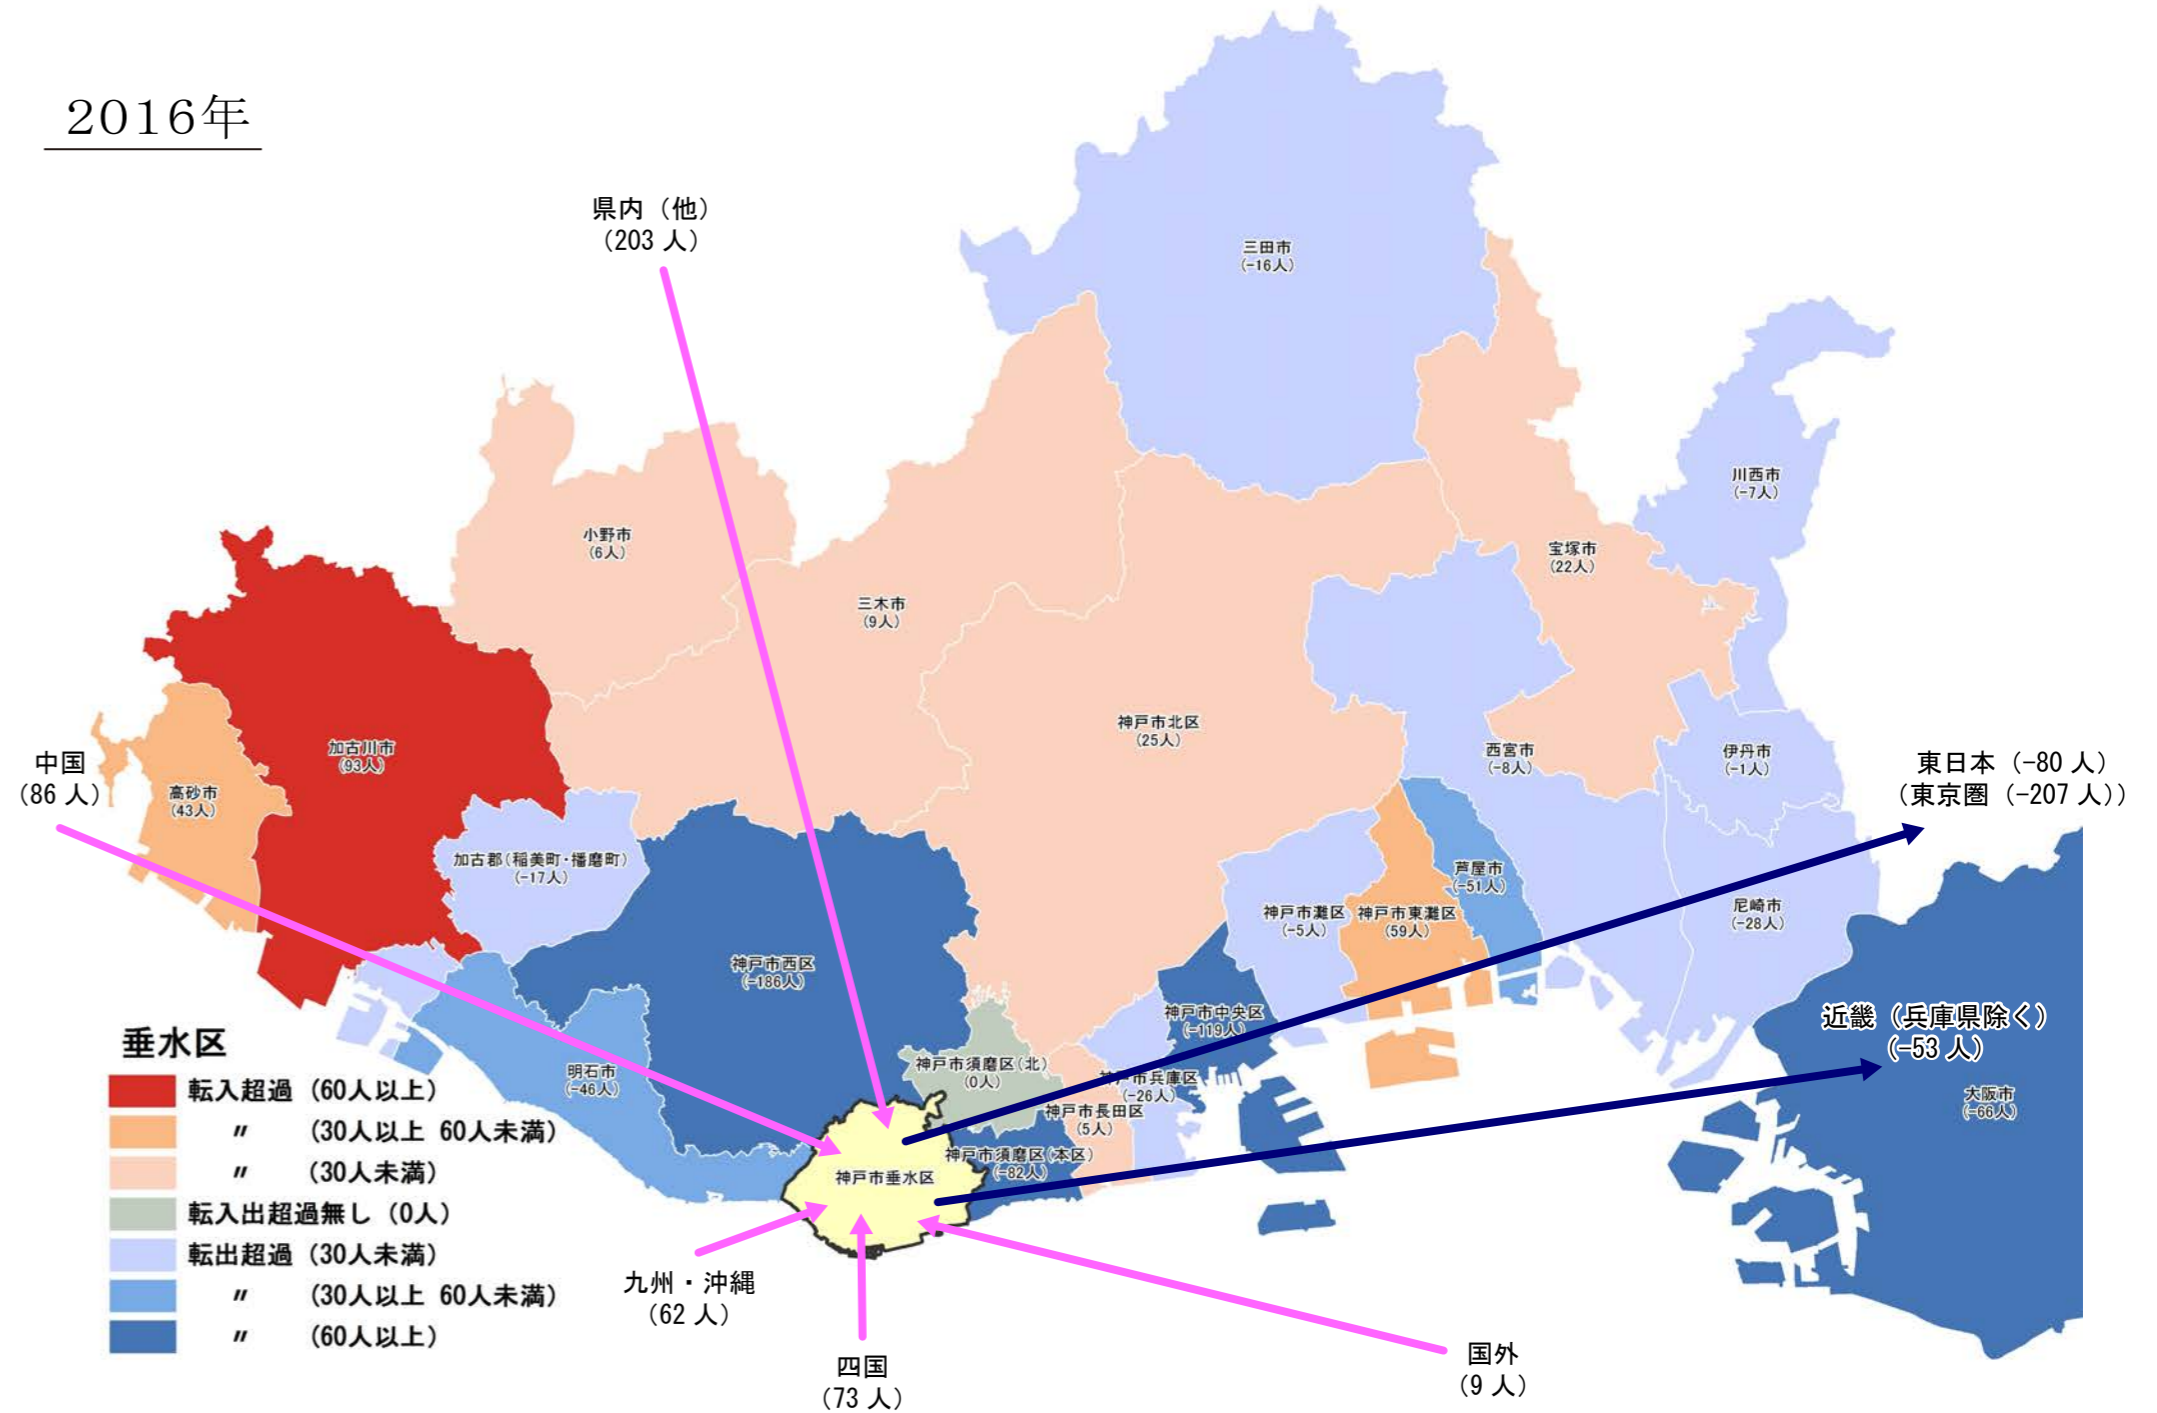 2016年
県内（他）
（203 人）
三田市
（-16人）
川西市
（-7人）
小野市
（6人）
宝塚市
（22人）
三木市
（9人）
神戸市北区
（25人）
加古川市
（93人）
西宮市
（-8人）
伊丹市
（-1人）
中国
（86 人）
高砂市
（43人）
東日本（-80 人）
（東京圏（-207 人））
加古郡（稲美町・播磨町）
（-17人）
芦屋市
（-51人）
神戸市灘区
（-5人）
神戸市東灘区
（59人）
尼崎市
（-28人）
神戸市西区
（-186人）
神戸市中央区
（-119人）
近畿（兵庫県除く）
（-53 人）
大阪市
（-66人）
明石市
（-46人）
神戸市須磨区（北）
（0人）
神戸市兵庫区
（-26人）
神戸市長田区
（5人）
神戸市須磨区（本区）
（-82人）
神戸市垂水区
垂水区
転入超過（60人以上）
〃 （30人以上 60人未満）
〃 （30人未満）
転入出超過無し（0人）
転出超過（30人未満）
〃 （30人以上 60人未満）
〃 （60人以上）
九州・沖縄
（62 人）
四国
（73 人）
国外
（9 人）